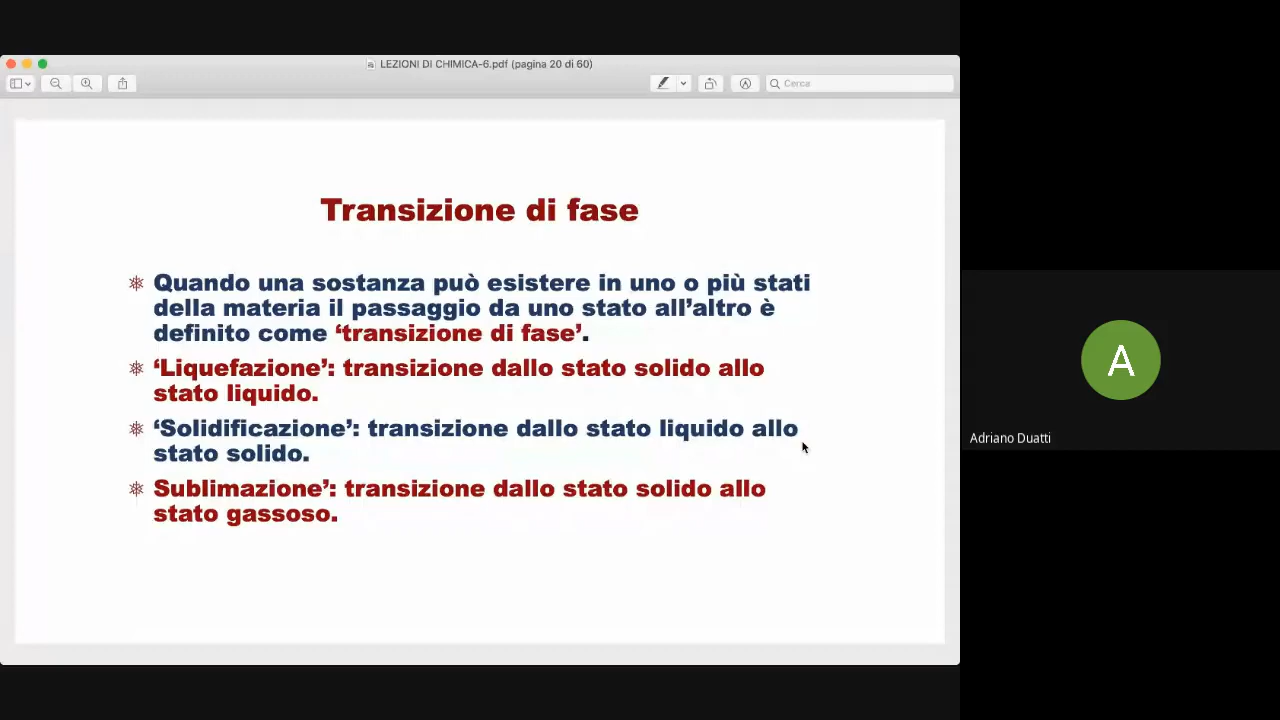 LEZIONI DI CHIMICA-6.pdf (pagina 20 di 60)
Cerca
Transizione di fase
Quando una sostanza può esistere in uno o più stati
della materia il passaggio da uno stato all’altro è
definito come ‘transizione di fase’.
‘Liquefazione’: transizione dallo stato solido allo
stato liquido.
‘Solidificazione’: transizione dallo stato liquido allo
stato solido.
Sublimazione’: transizione dallo stato solido allo
stato gassoso.
A
Adriano Duatti